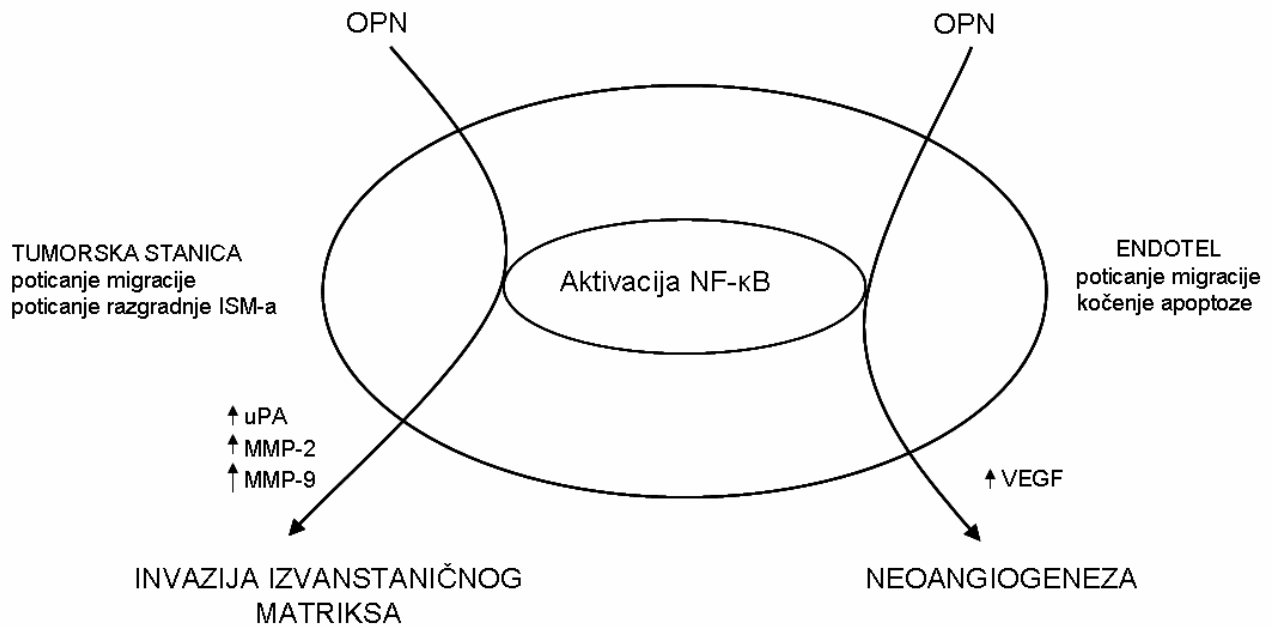 OPN
OPN
TUMORSKA STANICA
poticanje migracije
poticanje razgradnje ISM-a
Aktivacija NF-κB
ENDOTEL
poticanje migracije
kočenje apoptoze
↑ uPA
↑ MMP-2
↑ MMP-9
↑ VEGF
INVAZIJA IZVANSTANIČNOG
MATRIKSA
NEOANGIOGENEZA